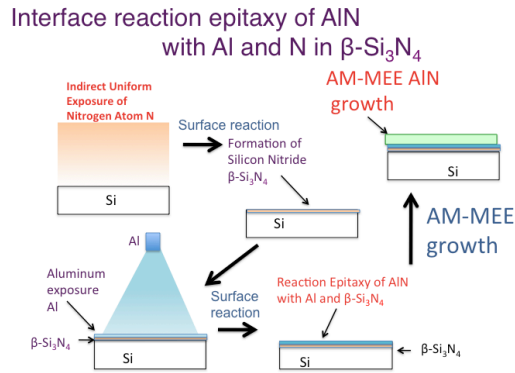 Interface reaction epitaxy of AlN
with Al and N in β-Si₃N₄
Indirect Uniform
Exposure of
Nitrogen Atom N
Si
Surface reaction
Formation of
Silicon Nitride
β-Si₃N₄
Si
AM-MEE AlN
growth
Si
AM-MEE
growth
Al
Aluminum
exposure
Al
β-Si₃N₄
Si
Surface
reaction
Reaction Epitaxy of AlN
with Al and β-Si₃N₄
β-Si₃N₄
Si